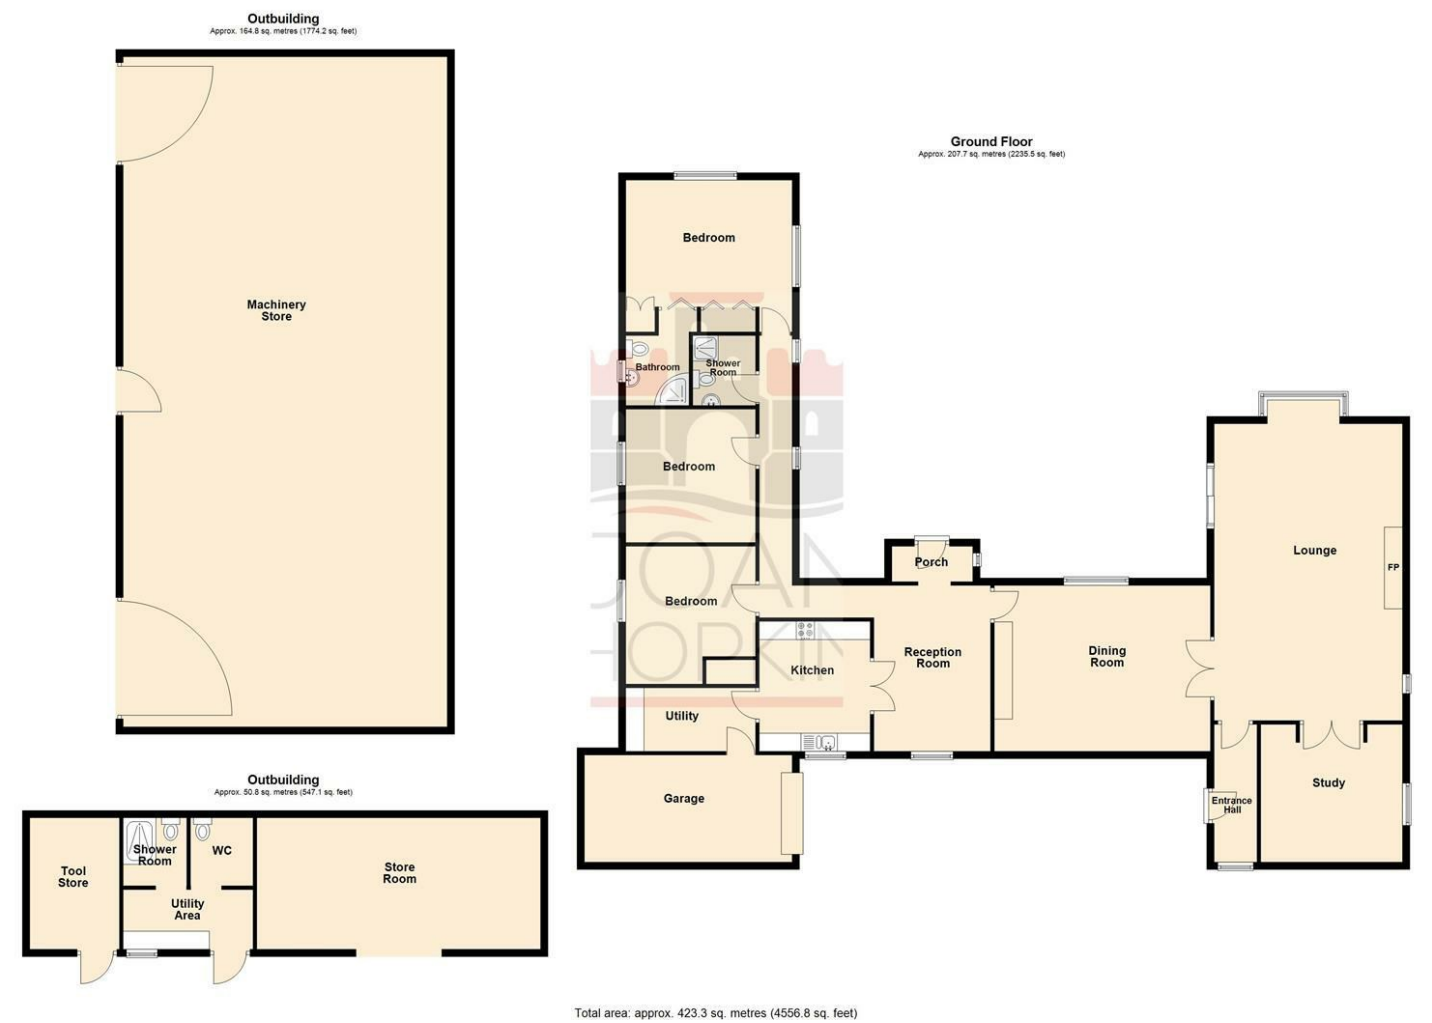 Outbuilding
Approx. 164.8 sq. metres (1774.2 sq. feet)
Machinery
Store
Ground Floor
Approx. 207.7 sq. metres (2235.5 sq. feet)
Bedroom
Bathroom
Shower
Room
Bedroom
Bedroom
Porch
Reception
Room
Kitchen
Utility
Garage
Dining
Room
Lounge
FP
Study
Entrance
Hall
JOAN
HOPKIN
Outbuilding
Approx. 50.8 sq. metres (547.1 sq. feet)
Tool
Store
Shower
Room
WC
Utility
Area
Store
Room
Total area: approx. 423.3 sq. metres (4556.8 sq. feet)